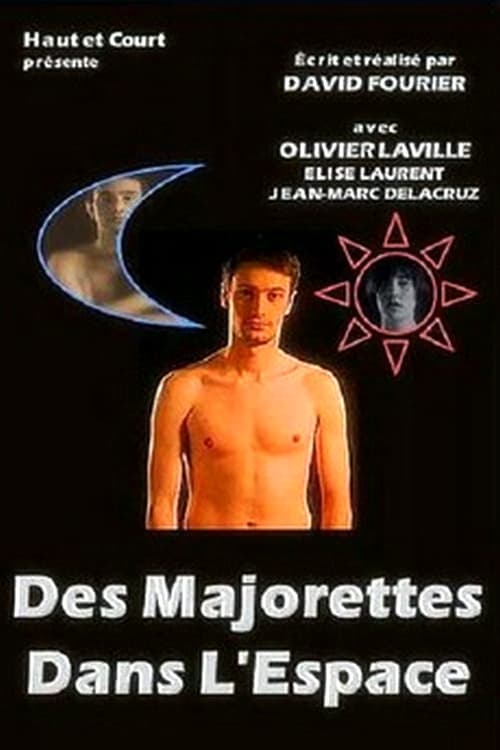 Haut et Court
présente
Écrit et réalisé par
DAVID FOURIER
avec
OLIVIER LAVILLE
ELISE LAURENT
JEAN-MARC DELACRUZ
Des Majorettes
Dans L'Espace